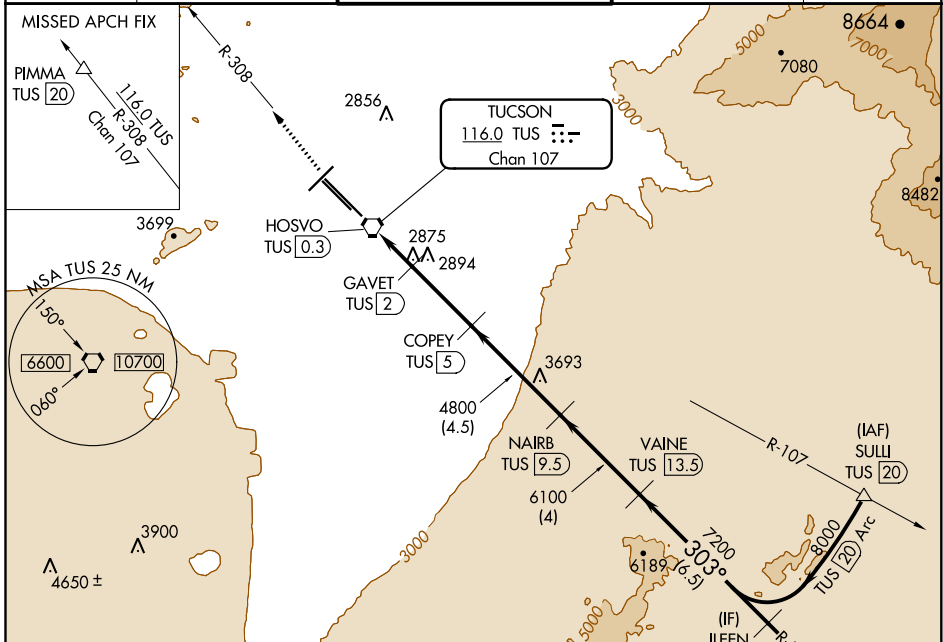 MISSED APCH FIX
PIMMA
TUS 20
116.0 TUS
R-308
Chan 107
R-308
2856
TUCSON
116.0 TUS
Chan 107
8664
5000
7000
7080
3000
8482
3699
HOSVO
TUS 0.3
2875
2894
GAVET
TUS 2
MSA TUS 25 NM
150°
6600
10700
060°
COPEY
TUS 5
3693
4800
(4.5)
NAIRB
TUS 9.5
VAINE
TUS 13.5
R-107
(IAF)
SULLI
TUS 20
6100
(4)
7200
303°
(6.5)
8000
TUS 20 Arc
3900
4650 ±
3000
6189
5000
(IF)